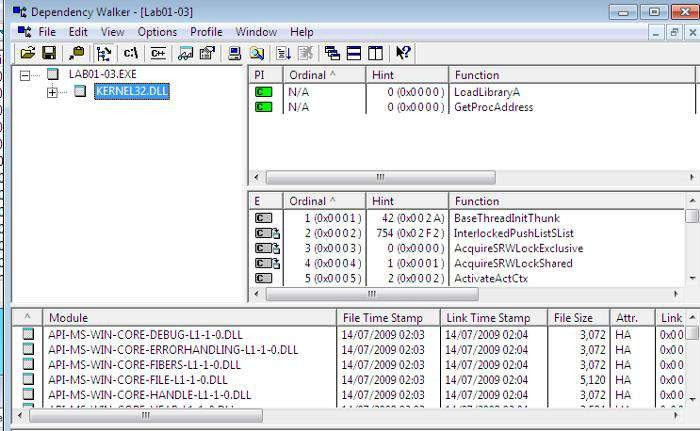 Dependency Walker - [Lab01-03]
File Edit View Options Profile Window Help
c:\ C++
LAB01-03.EXE
KERNEL32.DLL
PI Ordinal ^ Hint Function
C N/A 0 (0x0000) LoadLibraryA
C N/A 0 (0x0000) GetProcAddress
E Ordinal ^ Hint Function
C 1 (0x0001) 42 (0x002A) BaseThreadInitThunk
C 2 (0x0002) 754 (0x02F2) InterlockedPushListSList
C 3 (0x0003) 0 (0x0000) AcquireSRWLockExclusive
C 4 (0x0004) 1 (0x0001) AcquireSRWLockShared
C 5 (0x0005) 2 (0x0002) ActivateActCtx
^ Module File Time Stamp Link Time Stamp File Size Attr. Link
API-MS-WIN-CORE-DEBUG-L1-1-0.DLL 14/07/2009 02:03 14/07/2009 02:04 3,072 HA 0x00
API-MS-WIN-CORE-ERRORHANDLING-L1-1-0.DLL 14/07/2009 02:03 14/07/2009 02:04 3,072 HA 0x00
API-MS-WIN-CORE-FIBERS-L1-1-0.DLL 14/07/2009 02:03 14/07/2009 02:04 3,072 HA 0x00
API-MS-WIN-CORE-FILE-L1-1-0.DLL 14/07/2009 02:03 14/07/2009 02:04 5,120 HA 0x00
API-MS-WIN-CORE-HANDLE-L1-1-0.DLL 14/07/2009 02:03 14/07/2009 02:04 3,072 HA 0x00